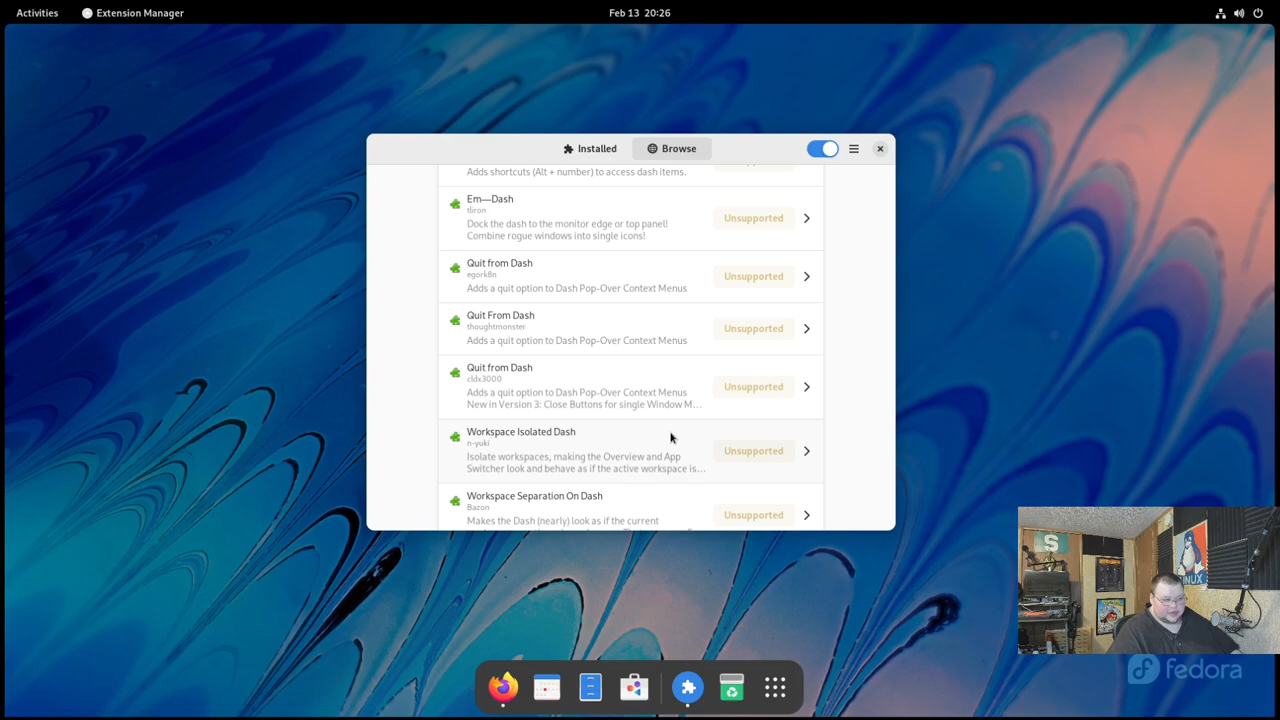 Activities
Extension Manager
Feb 13 20:26
Installed
Browse
Adds shortcuts (Alt + number) to access dash items.
Em—Dash
tliron
Dock the dash to the monitor edge or top panel!
Combine rogue windows into single icons!
Unsupported
Quit from Dash
egork8n
Adds a quit option to Dash Pop-Over Context Menus
Unsupported
Quit From Dash
thoughtmonster
Adds a quit option to Dash Pop-Over Context Menus
Unsupported
Quit from Dash
cldx3000
Adds a quit option to Dash Pop-Over Context Menus
New in Version 3: Close Buttons for single Window M…
Unsupported
Workspace Isolated Dash
n-yuki
Isolate workspaces, making the Overview and App
Switcher look and behave as if the active workspace is…
Unsupported
Workspace Separation On Dash
Bazon
Makes the Dash (nearly) look as if the current
Unsupported
S
LINUX
fedora